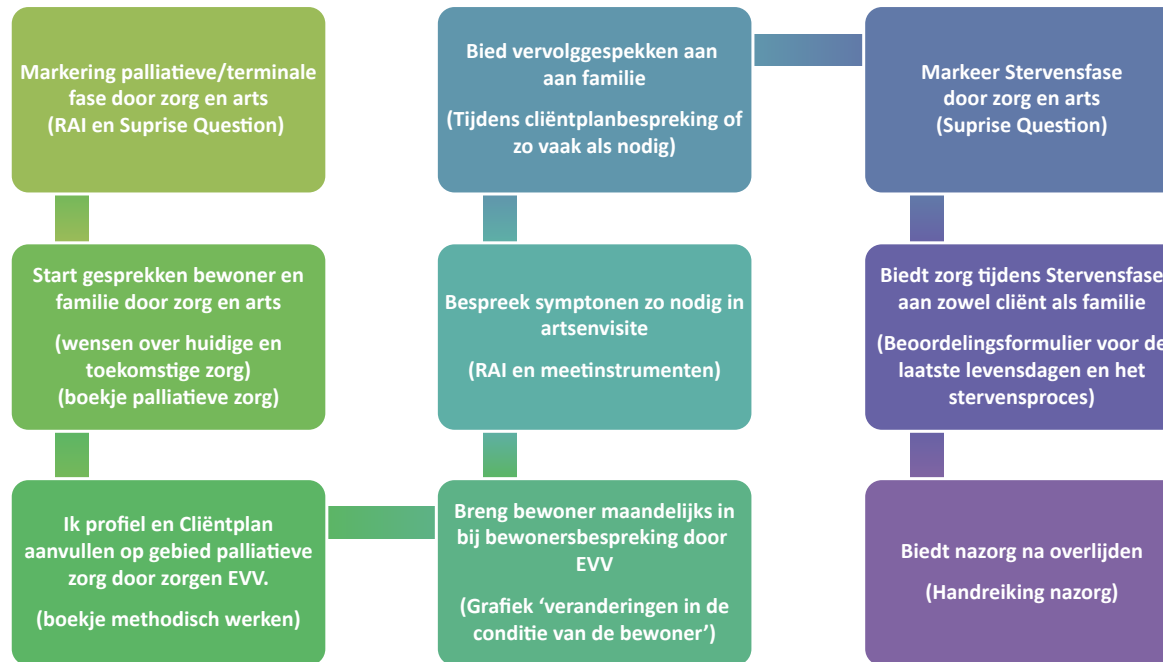 Markering palliatieve/terminale
fase door zorg en arts
(RAI en Suprise Question)
Start gesprekken bewoner en
familie door zorg en arts
(wensen over huidige en
toekomstige zorg)
(boekje palliatieve zorg)
Ik profiel en Cliëntplan
aanvullen op gebied palliatieve
zorg door zorgen EVV.
(boekje methodisch werken)
Breng bewoner maandelijks in
bij bewonersbespreking door
EVV
(Grafiek ‘veranderingen in de
conditie van de bewoner’)
Bespreek symptonen zo nodig in
artsenvisite
(RAI en meetinstrumenten)
Bied vervolggespekken aan
aan familie
(Tijdens cliëntplanbespreking of
zo vaak als nodig)
Markeer Stervensfase
door zorg en arts
(Suprise Question)
Biedt zorg tijdens Stervensfase
aan zowel cliënt als familie
(Beoordelingsformulier voor de
laatste levensdagen en het
stervensproces)
Biedt nazorg na overlijden
(Handreiking nazorg)